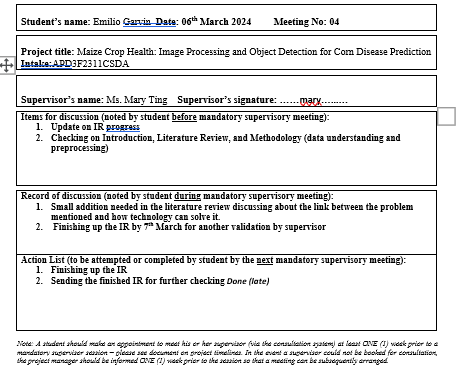 Student's name: Emilio Garvin Date: 06th March 2024 Meeting No: 04
Project title: Maize Crop Health: Image Processing and Object Detection for Corn Disease Prediction
Intake:APD3F2311CSDA
Supervisor's name: Ms. Mary Ting Supervisor's signature: ……mary………
Items for discussion (noted by student before mandatory supervisory meeting):
1. Update on IR progress
2. Checking on Introduction, Literature Review, and Methodology (data understanding and
preprocessing)
Record of discussion (noted by student during mandatory supervisory meeting):
1. Small addition needed in the literature review discussing about the link between the problem
mentioned and how technology can solve it.
2. Finishing up the IR by 7th March for another validation by supervisor
Action List (to be attempted or completed by student by the next mandatory supervisory meeting):
1. Finishing up the IR
2. Sending the finished IR for further checking Done (late)
Note: A student should make an appointment to meet his or her supervisor (via the consultation system) at least ONE (1) week prior to a
mandatory supervisor session – please see document on project timelines. In the event a supervisor could not be booked for consultation,
the project manager should be informed ONE (1) week prior to the session so that a meeting can be subsequently arranged.